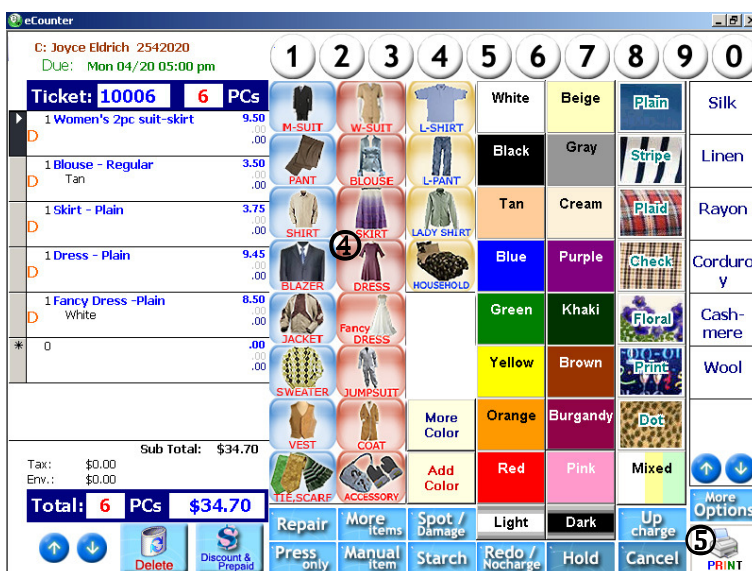 eCounter
C: Joyce Eldrich 2542020
Due: Mon 04/20 05:00 pm
1 2 3 4 5 6 7 8 9 0
Ticket: 10006 6 PCs
1 Women's 2pc suit-skirt 9.50
.00
D .00
1 Blouse - Regular 3.50
Tan .00
D .00
1 Skirt - Plain 3.75
.00
D .00
1 Dress - Plain 9.45
.00
D .00
1 Fancy Dress -Plain 8.50
White .00
D .00
* 0 .00
.00
.00
Sub Total: $34.70
Tax: $0.00
Env.: $0.00
Total: 6 PCs $34.70
Delete
Discount &
Prepaid
M-SUIT W-SUIT L-SHIRT
PANT BLOUSE L-PANT
SHIRT SKIRT LADY SHIRT
4
BLAZER DRESS HOUSEHOLD
JACKET Fancy DRESS
SWEATER JUMPSUIT
VEST COAT
TIE,SCARF ACCESSORY
More
Color
Add
Color
White Beige Plain Silk
Black Gray Stripe Linen
Tan Cream Plaid Rayon
Blue Purple Check Corduro
y
Green Khaki Floral Cash-
mere
Yellow Brown Print Wool
Orange Burgandy Dot
Red Pink Mixed
Light Dark
Repair More items Spot / Damage Up charge More Options
Press only Manual item Starch Redo / Nocharge Hold Cancel
5
PRINT